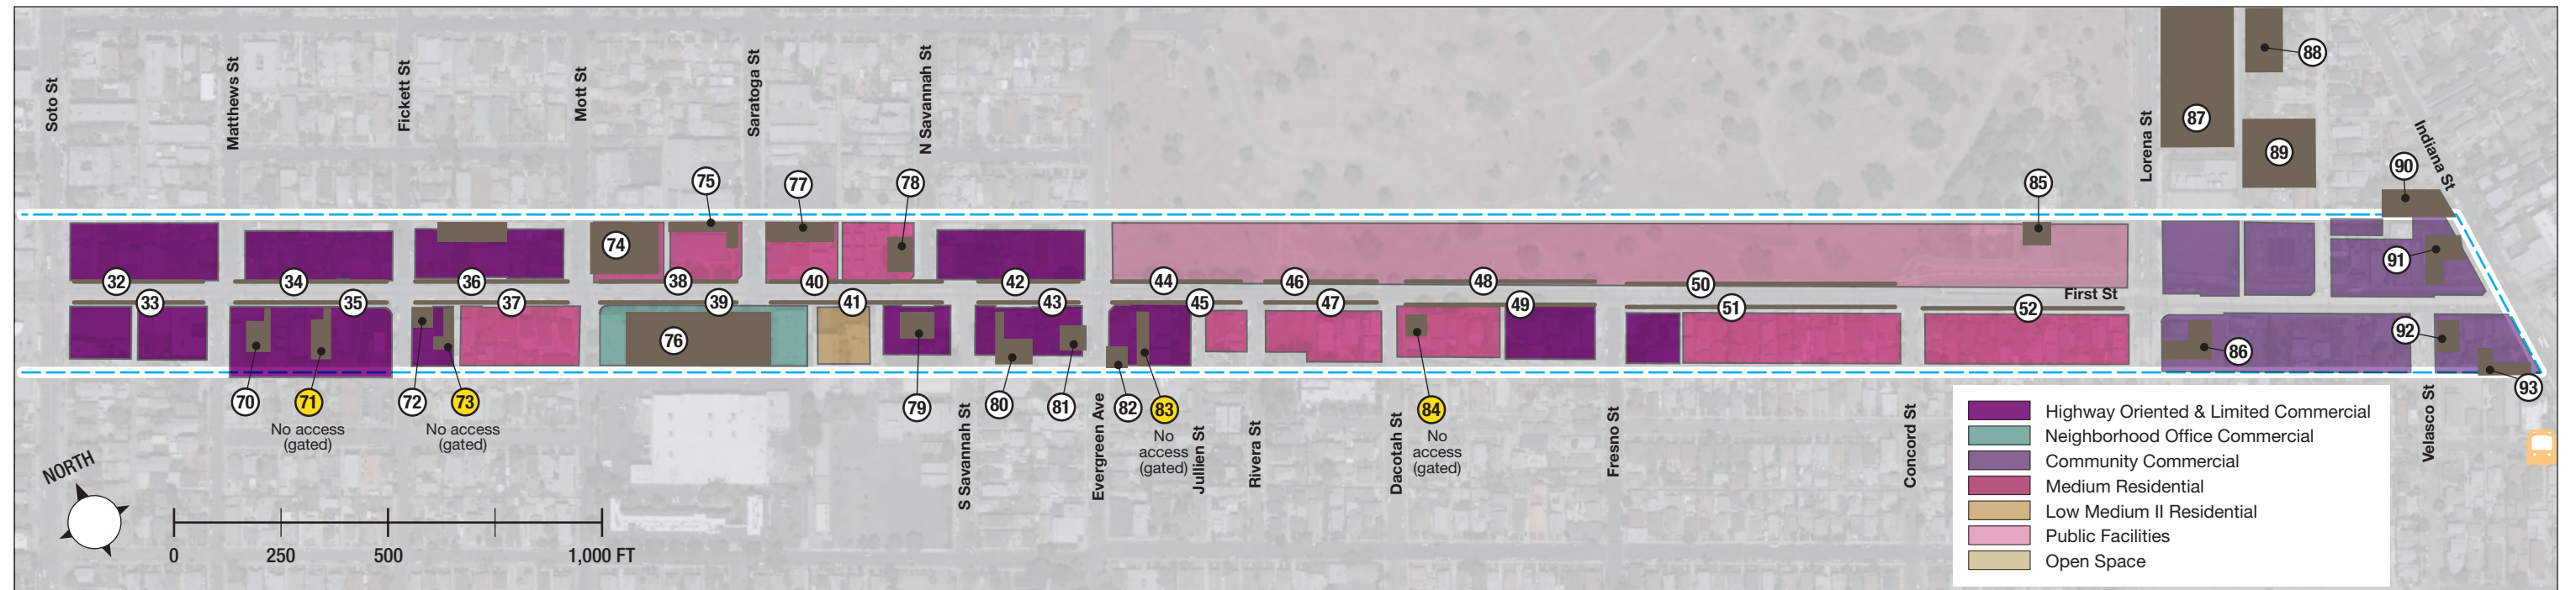 Soto St
Matthews St
Fickett St
Mott St
Saratoga St
N Savannah St
Lorena St
Indiana St
87
88
89
90
75
77
78
85
74
91
32
34
36
38
40
42
44
46
48
50
First St
33
35
37
39
41
43
45
47
49
51
52
76
92
86
93
70
71
No access
(gated)
72
73
No access
(gated)
79
80
81
82
83
No
access
(gated)
84
No
access
(gated)
S Savannah St
Evergreen Ave
Jullien St
Rivera St
Dacotah St
Fresno St
Concord St
Velasco St
NORTH
0
250
500
1,000 FT
Highway Oriented & Limited Commercial
Neighborhood Office Commercial
Community Commercial
Medium Residential
Low Medium II Residential
Public Facilities
Open Space